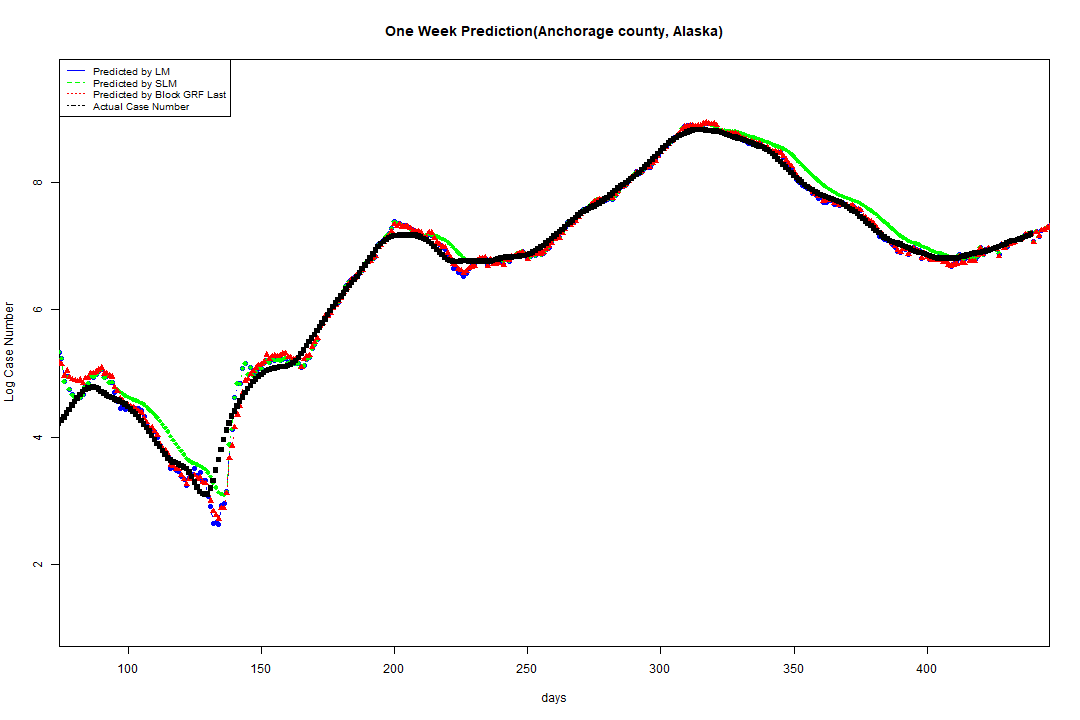 One Week Prediction(Anchorage county, Alaska)
Predicted by LM
Predicted by SLM
Predicted by Block GRF Last
Actual Case Number
Log Case Number
8
6
4
2
100 150 200 250 300 350 400
days